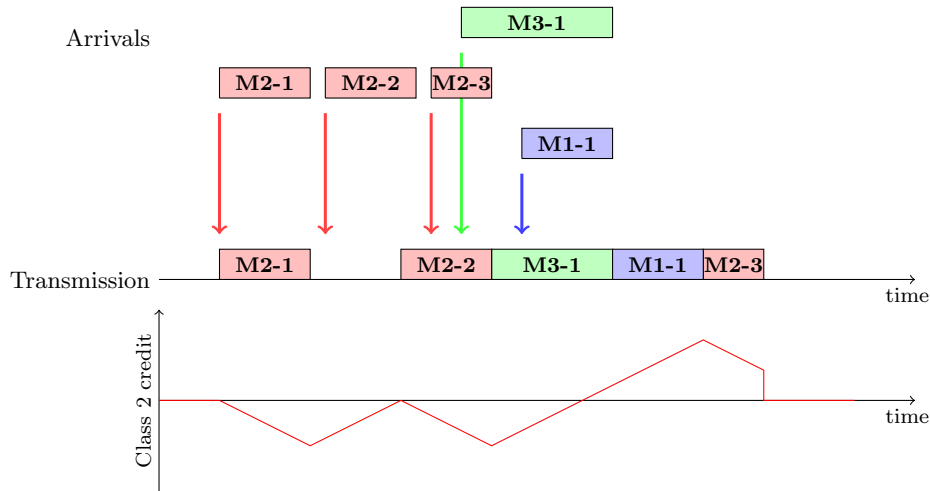 M3-1
Arrivals
M2-1 M2-2 M2-3
M1-1
M2-1 M2-2 M3-1 M1-1 M2-3
Transmission
time
Class 2 credit
time